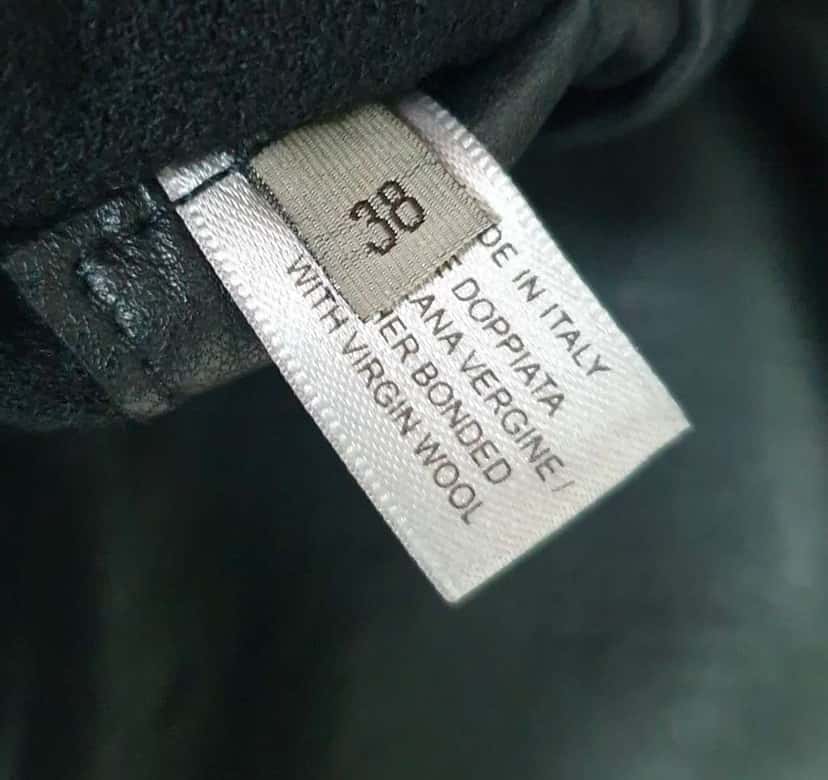 38
DE IN ITALY
DOPPIATA
ANA VERGINE /
HER BONDED
WITH VIRGIN WOOL